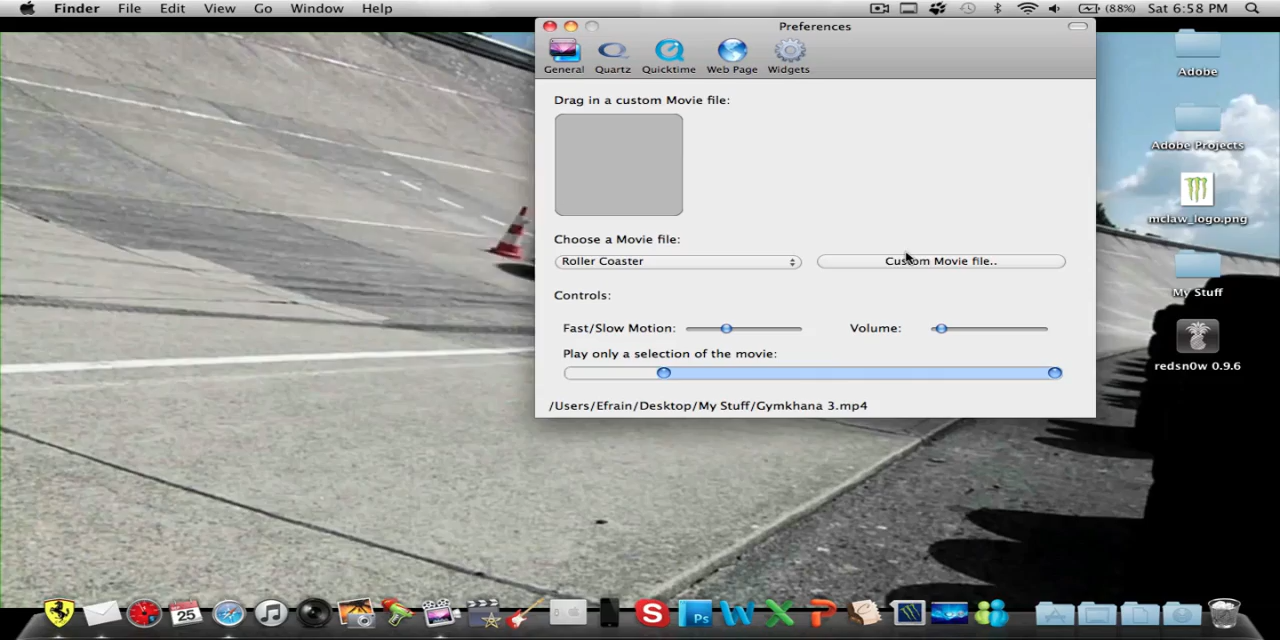 Finder File Edit View Go Window Help (88%) Sat 6:58 PM
Preferences
General Quartz Quicktime Web Page Widgets
Drag in a custom Movie file:
Choose a Movie file:
Roller Coaster Custom Movie file..
Controls:
Fast/Slow Motion: Volume:
Play only a selection of the movie:
/Users/Efrain/Desktop/My Stuff/Gymkhana 3.mp4
Adobe
Adobe Projects
mclaw_logo.png
My Stuff
redsn0w 0.9.6
25
S
Ps
W
X
P